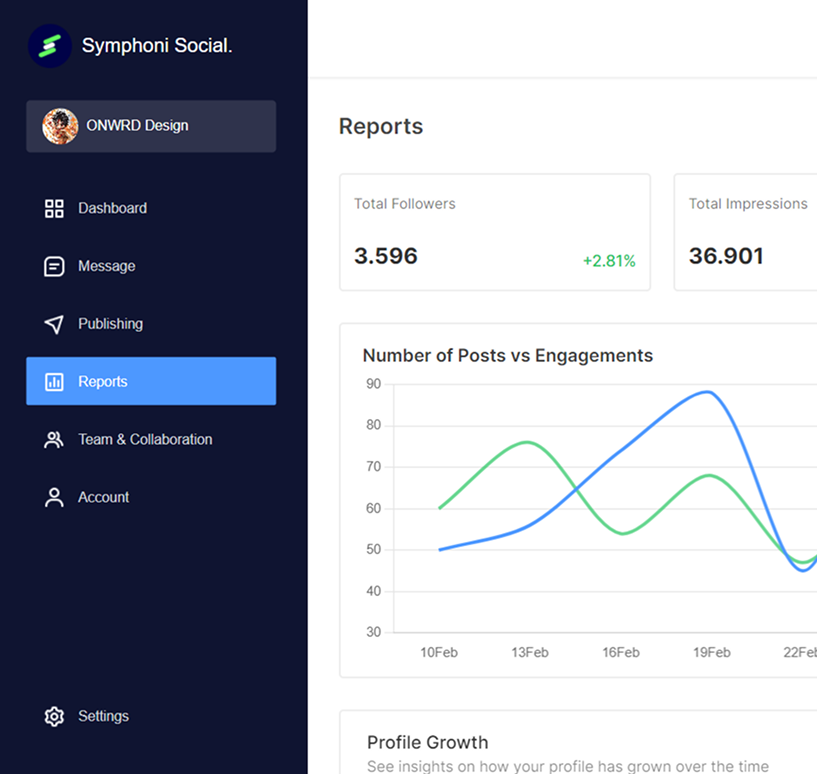 Symphoni Social.
ONWRD Design
Dashboard
Message
Publishing
Reports
Team & Collaboration
Account
Settings
Reports
Total Followers
3.596
+2.81%
Total Impressions
36.901
Number of Posts vs Engagements
90
80
70
60
50
40
30
10Feb 13Feb 16Feb 19Feb 22Feb
Profile Growth
See insights on how your profile has grown over the time